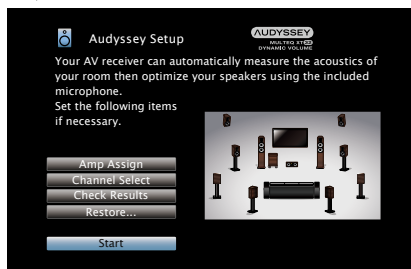 Audyssey Setup
AUDYSSEY
MULTEQ XT32
DYNAMIC VOLUME
Your AV receiver can automatically measure the acoustics of
your room then optimize your speakers using the included
microphone.
Set the following items
if necessary.
Amp Assign
Channel Select
Check Results
Restore...
Start